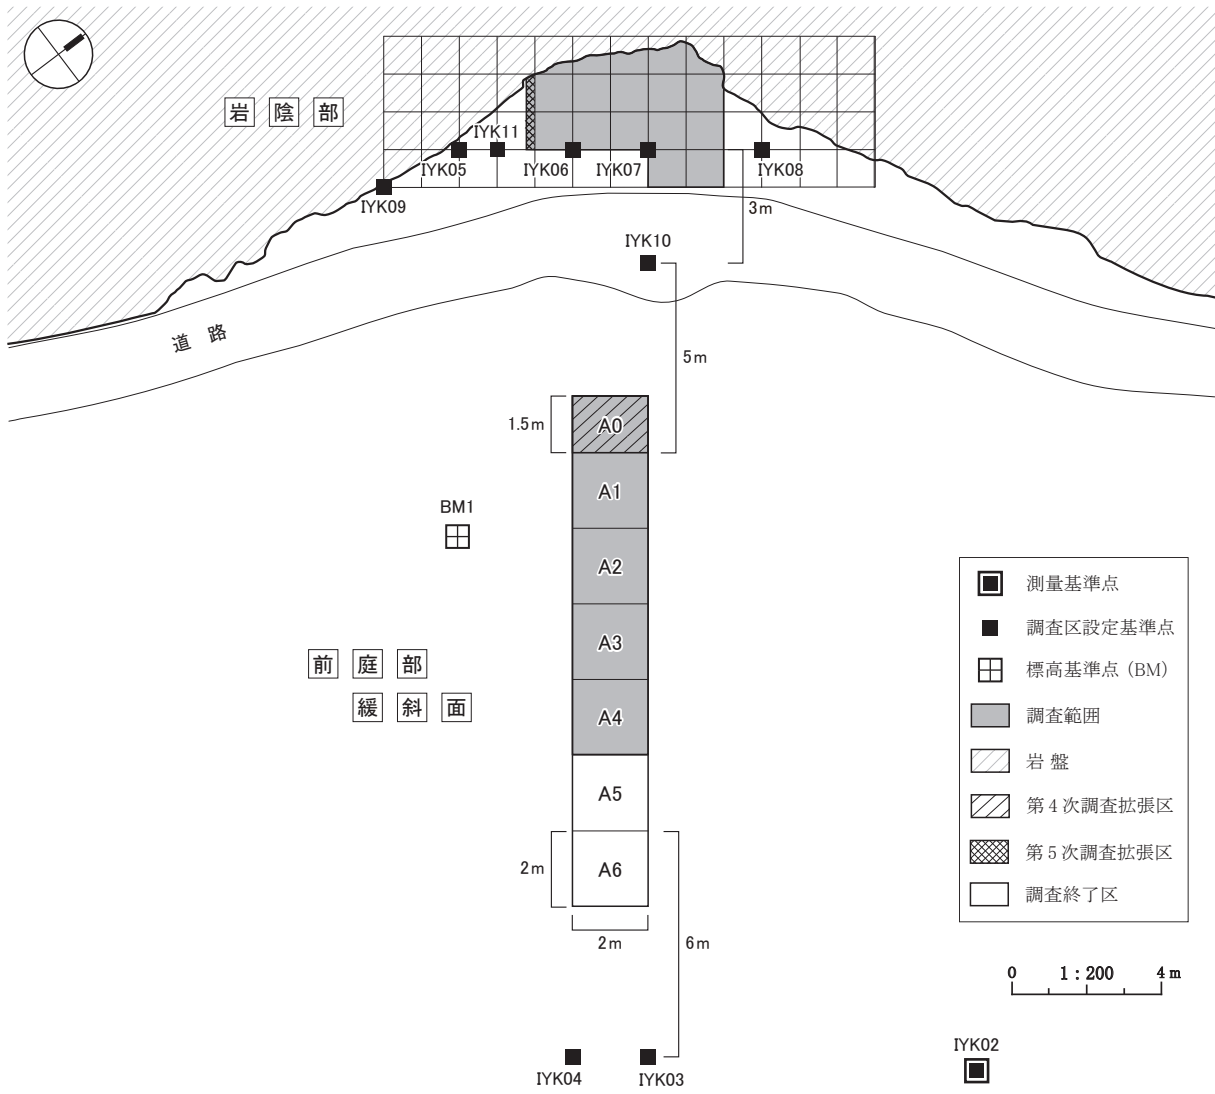 岩 陰 部
IYK11
IYK05
IYK06
IYK07
IYK08
IYK09
3m
IYK10
道 路
5m
1.5m
A0
A1
BM1
A2
A3
前 庭 部
緩 斜 面
A4
A5
A6
2m
2m
6m
IYK04
IYK03
IYK02
測量基準点
調査区設定基準点
標高基準点 (BM)
調査範囲
岩 盤
第４次調査拡張区
第５次調査拡張区
調査終了区
0 1：200 4 m